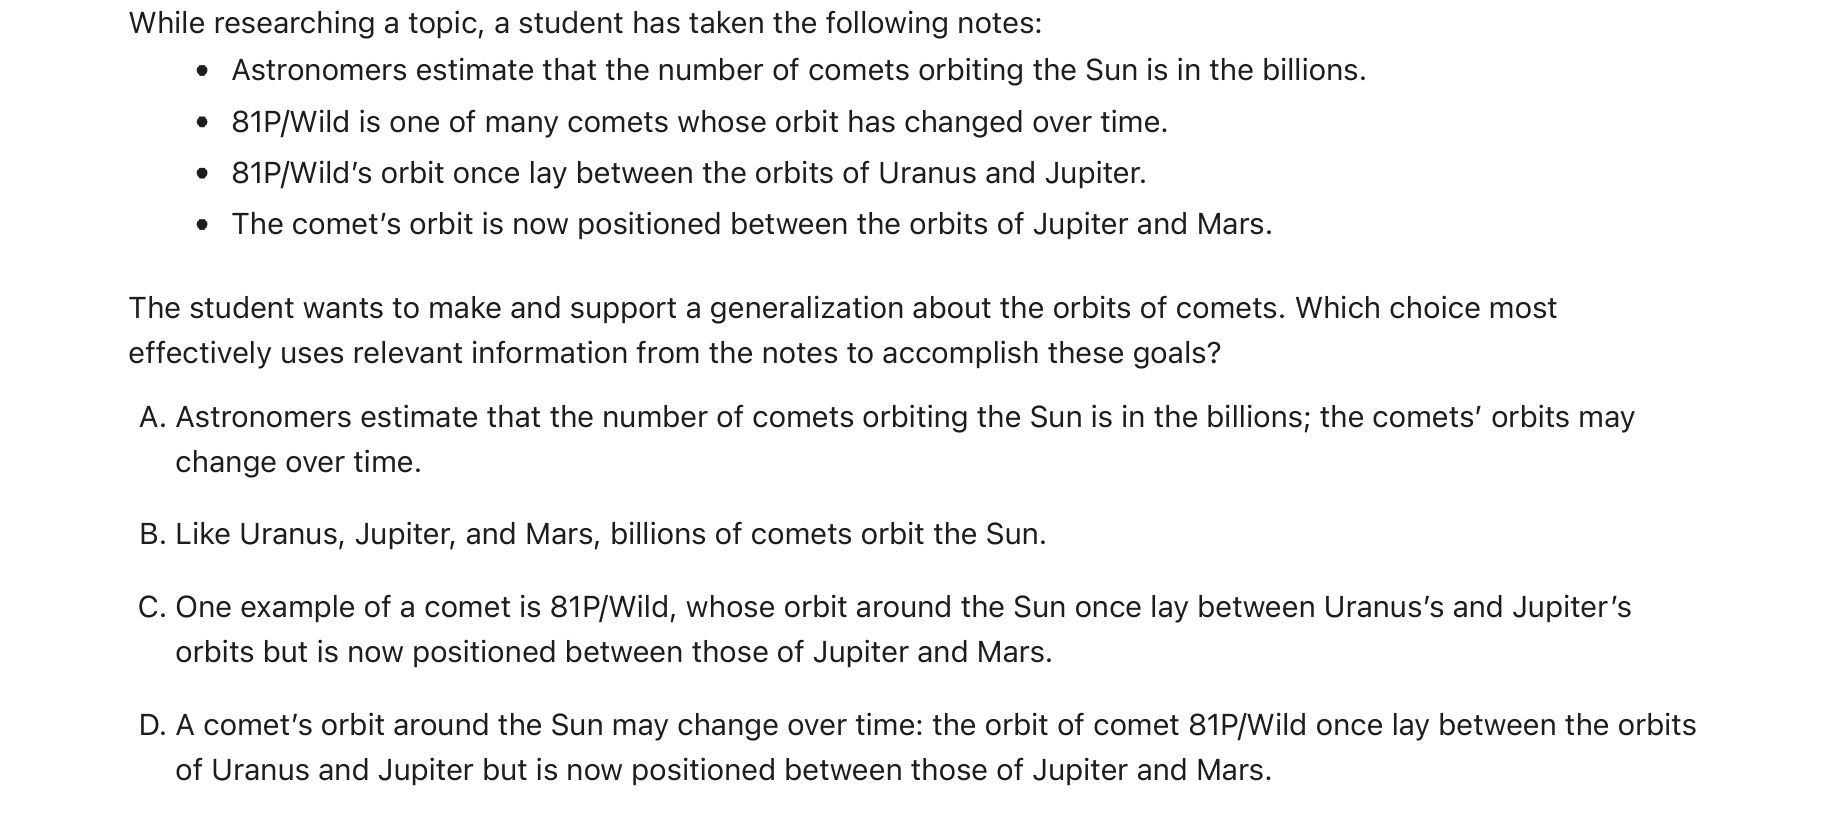 While researching a topic, a student has taken the following notes:
• Astronomers estimate that the number of comets orbiting the Sun is in the billions.
• 81P/Wild is one of many comets whose orbit has changed over time.
• 81P/Wild’s orbit once lay between the orbits of Uranus and Jupiter.
• The comet’s orbit is now positioned between the orbits of Jupiter and Mars.
The student wants to make and support a generalization about the orbits of comets. Which choice most
effectively uses relevant information from the notes to accomplish these goals?
A. Astronomers estimate that the number of comets orbiting the Sun is in the billions; the comets’ orbits may
change over time.
B. Like Uranus, Jupiter, and Mars, billions of comets orbit the Sun.
C. One example of a comet is 81P/Wild, whose orbit around the Sun once lay between Uranus’s and Jupiter’s
orbits but is now positioned between those of Jupiter and Mars.
D. A comet’s orbit around the Sun may change over time: the orbit of comet 81P/Wild once lay between the orbits
of Uranus and Jupiter but is now positioned between those of Jupiter and Mars.